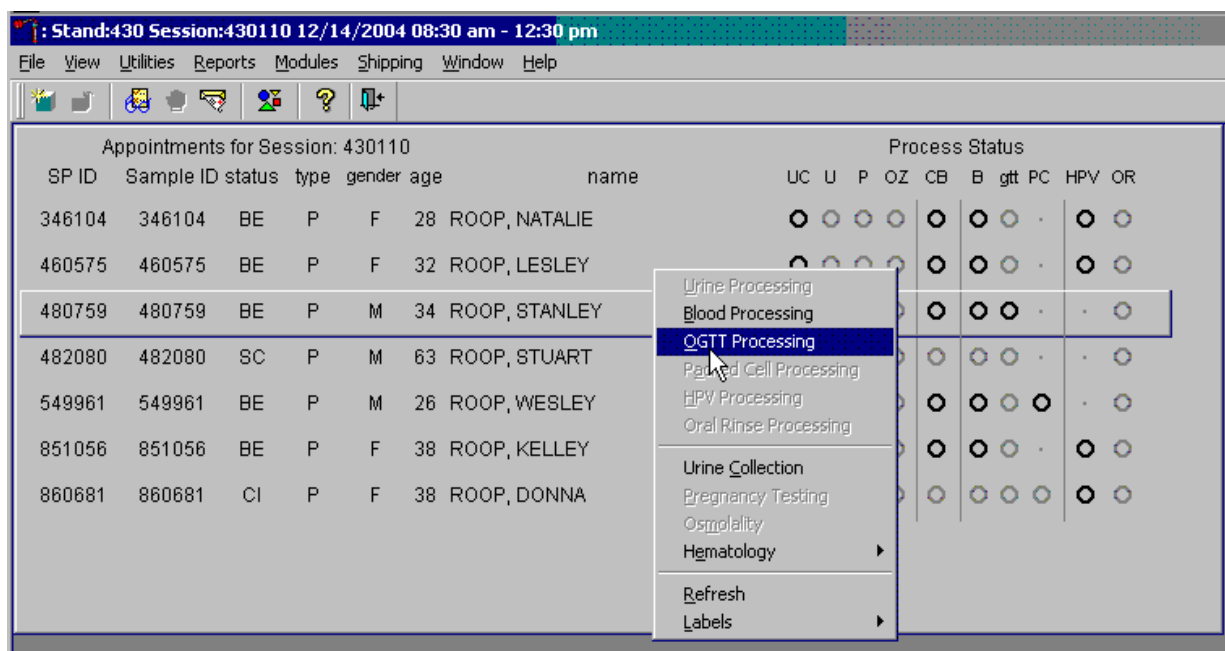 : Stand:430 Session:430110 12/14/2004 08:30 am - 12:30 pm
File View Utilities Reports Modules Shipping Window Help
Appointments for Session: 430110 Process Status
SP ID Sample ID status type gender age name UC U P OZ CB B gtt PC HPV OR
346104 346104 BE P F 28 ROOP, NATALIE
460575 460575 BE P F 32 ROOP, LESLEY
480759 480759 BE P M 34 ROOP, STANLEY
482080 482080 SC P M 63 ROOP, STUART
549961 549961 BE P M 26 ROOP, WESLEY
851056 851056 BE P F 38 ROOP, KELLEY
860681 860681 CI P F 38 ROOP, DONNA
Urine Processing
Blood Processing
OGTT Processing
Packed Cell Processing
HPV Processing
Oral Rinse Processing
Urine Collection
Pregnancy Testing
Osmolality
Hematology
Refresh
Labels